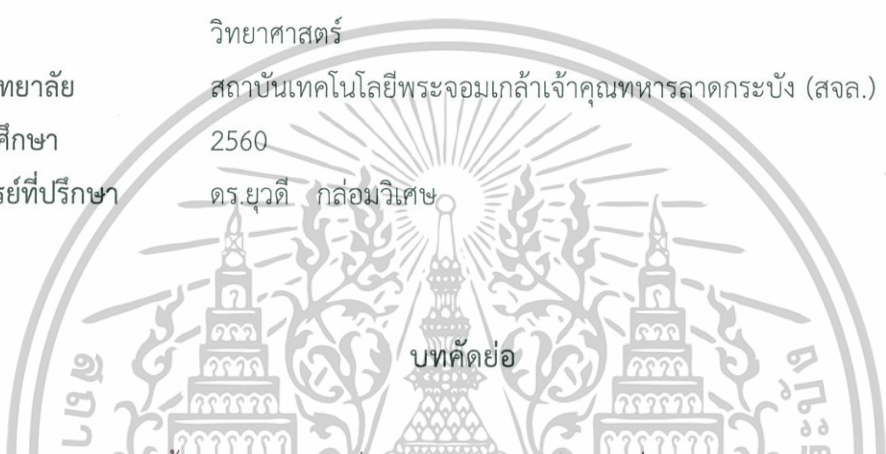 วิทยาศาสตร์
ทยาลัย สถาบันเทคโนโลยีพระจอมเกล้าเจ้าคุณทหารลาดกระบัง (สจล.)
ศึกษา 2560
รย์ที่ปรึกษา ดร.ยุวดี กล่อมวิเศษ
บทคัดย่อ